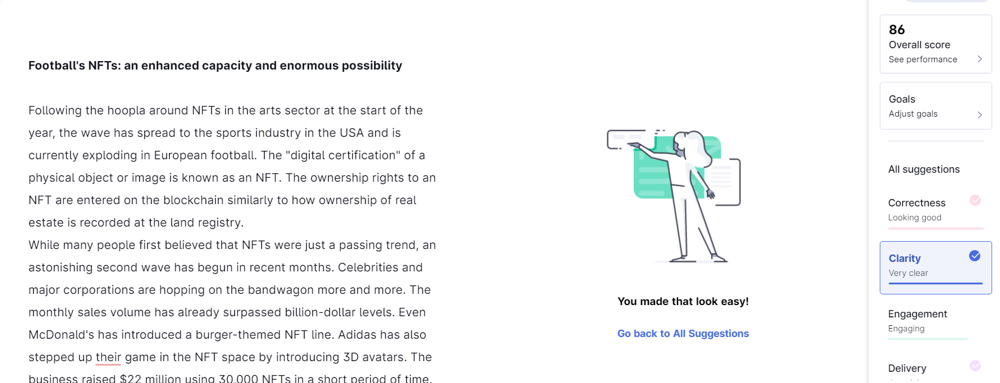 Football's NFTs: an enhanced capacity and enormous possibility
Following the hoopla around NFTs in the arts sector at the start of the
year, the wave has spread to the sports industry in the USA and is
currently exploding in European football. The "digital certification" of a
physical object or image is known as an NFT. The ownership rights to an
NFT are entered on the blockchain similarly to how ownership of real
estate is recorded at the land registry.
While many people first believed that NFTs were just a passing trend, an
astonishing second wave has begun in recent months. Celebrities and
major corporations are hopping on the bandwagon more and more. The
monthly sales volume has already surpassed billion-dollar levels. Even
McDonald's has introduced a burger-themed NFT line. Adidas has also
stepped up their game in the NFT space by introducing 3D avatars. The
business raised $22 million using 30,000 NFTs in a short period of time.
You made that look easy!
Go back to All Suggestions
86
Overall score
See performance
Goals
Adjust goals
All suggestions
Correctness
Looking good
Clarity
Very clear
Engagement
Engaging
Delivery